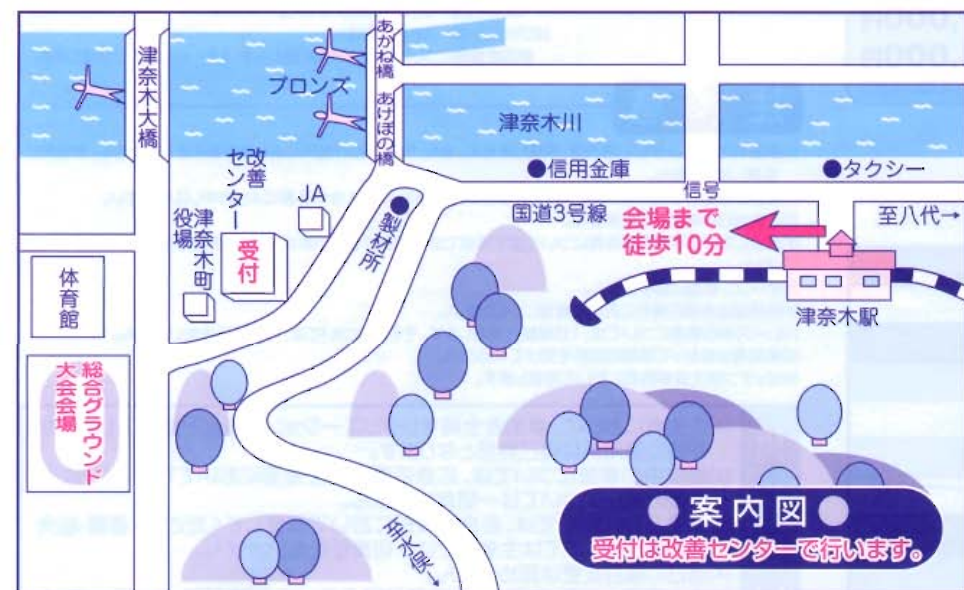 津奈木大橋
あかね橋
ブロンズ
あけぼの橋
津奈木川
●信用金庫
●タクシー
信号
国道3号線
至八代→
会場まで
徒歩10分
津奈木駅
改善
センター
JA
受付
津奈木町
役場
●製材所
体育館
総合グラウンド
大会会場
至水俣→
案内図
受付は改善センターで行います。